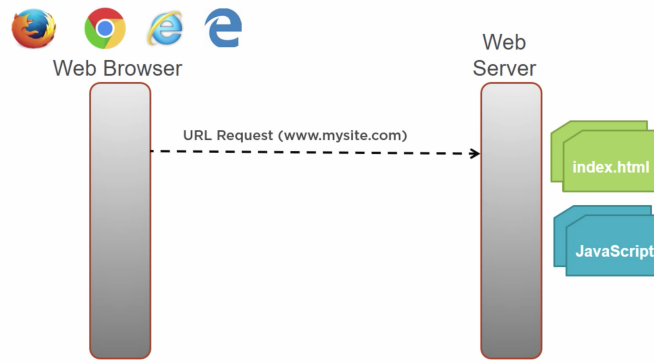 Web Browser
Web
Server
URL Request (www.mysite.com)
index.html
JavaScript